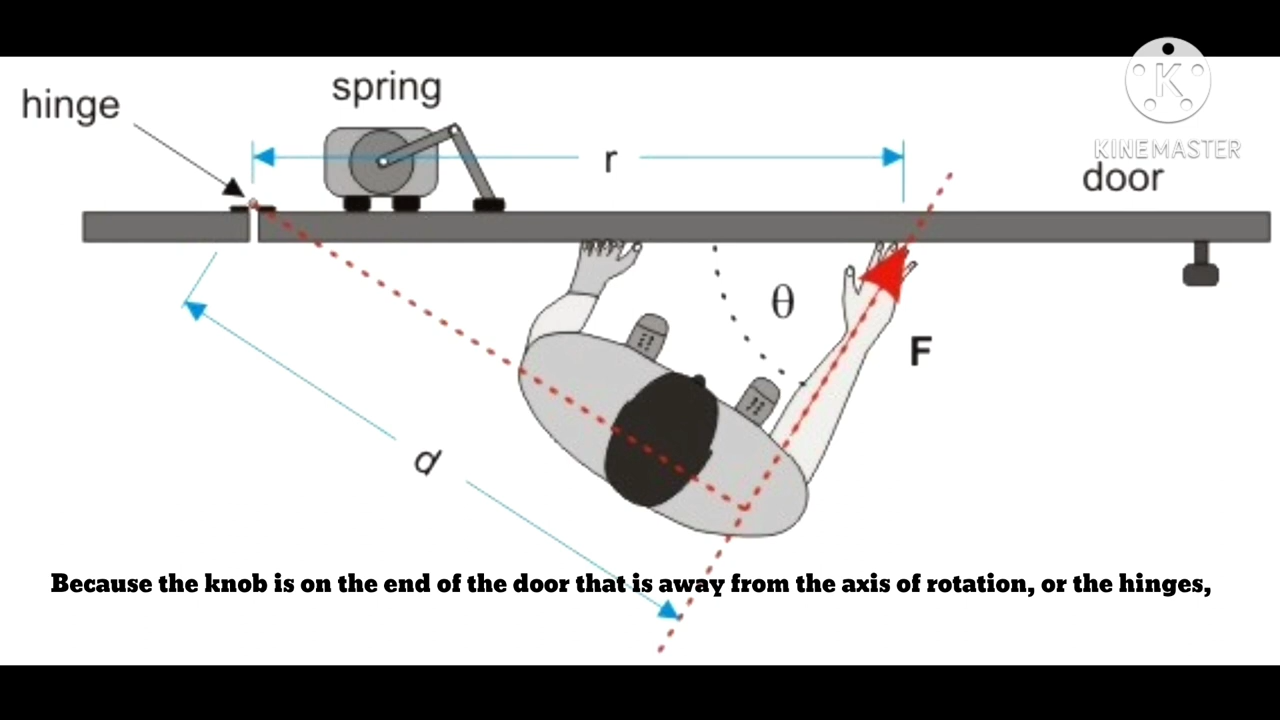 spring
hinge
K
KINEMASTER
r
door
θ
F
d
Because the knob is on the end of the door that is away from the axis of rotation, or the hinges,